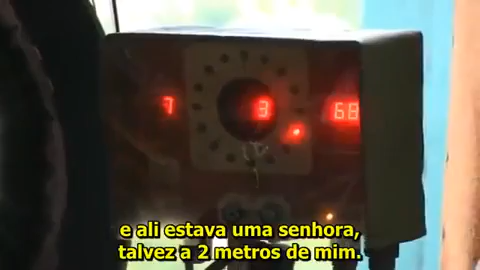 7 3 68
e ali estava uma senhora,
talvez a 2 metros de mim.